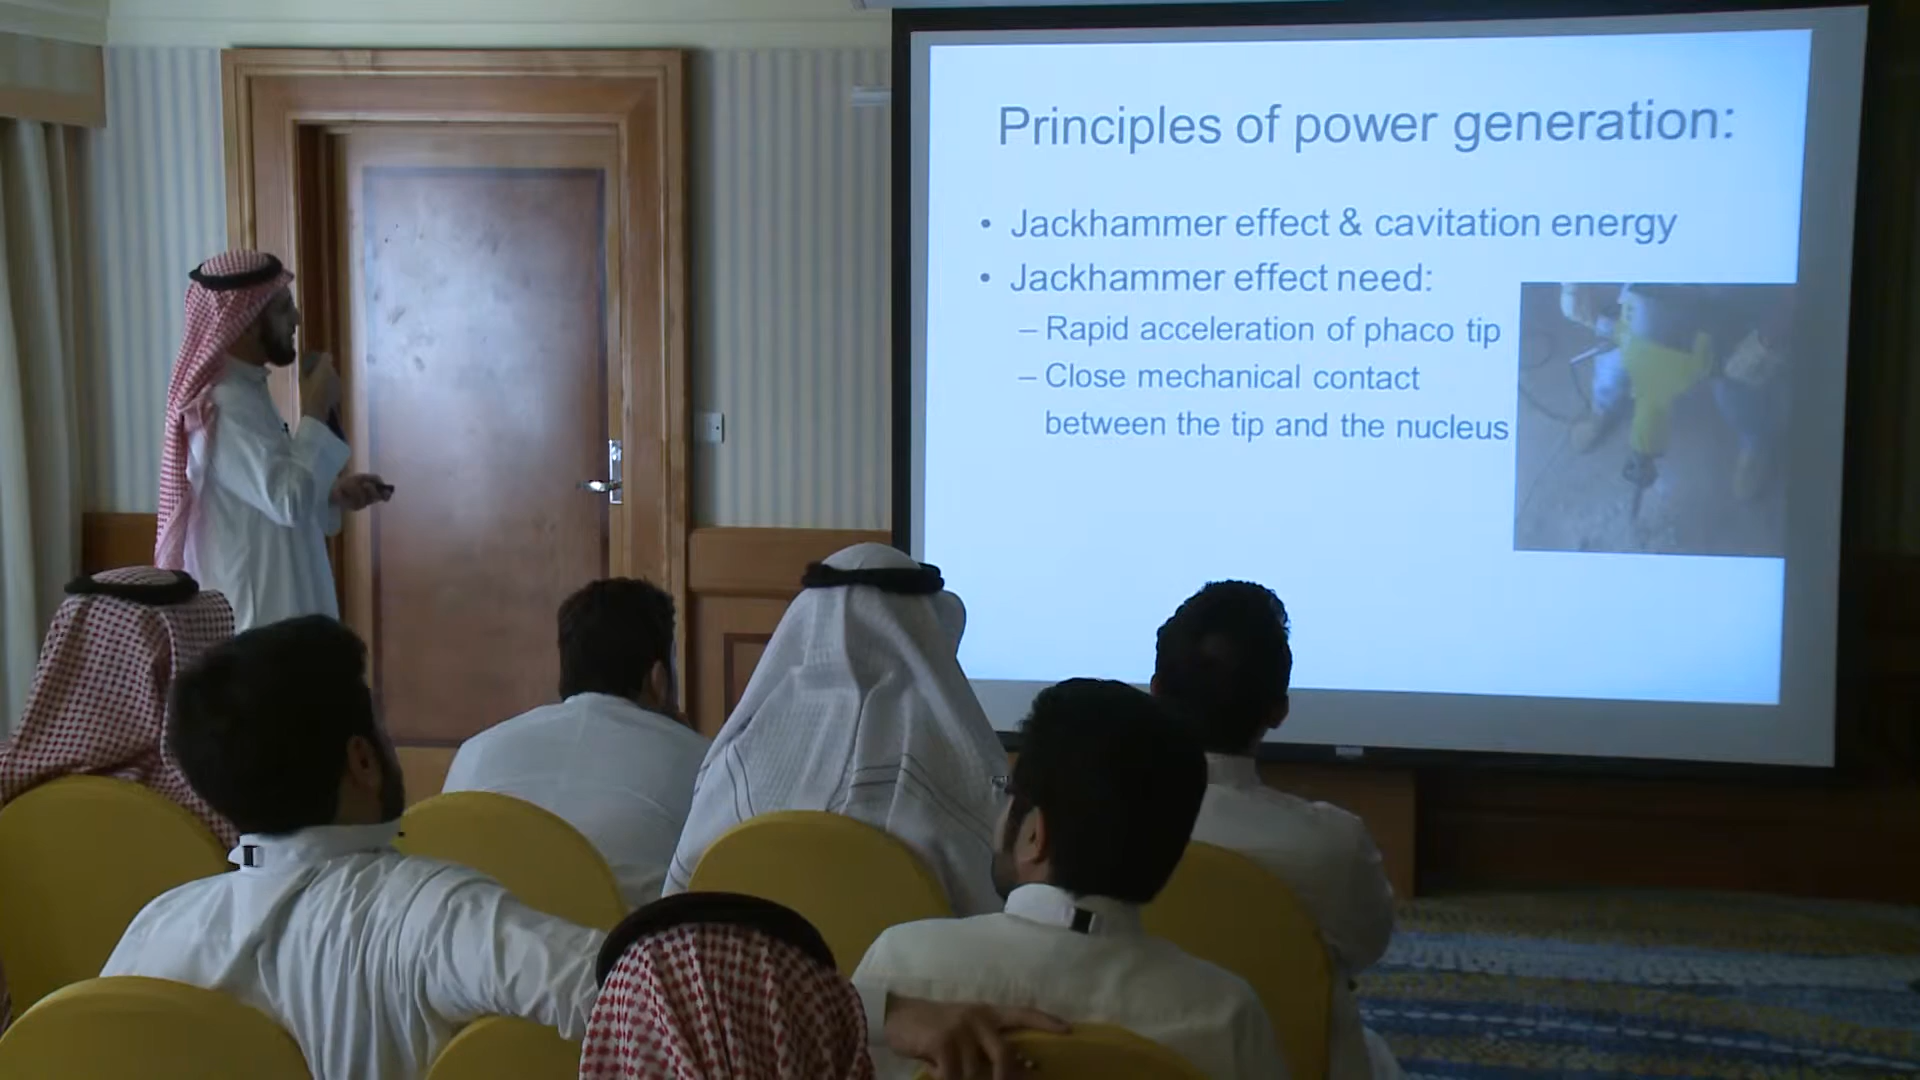 Principles of power generation:
• Jackhammer effect & cavitation energy
• Jackhammer effect need:
– Rapid acceleration of phaco tip
– Close mechanical contact
between the tip and the nucleus